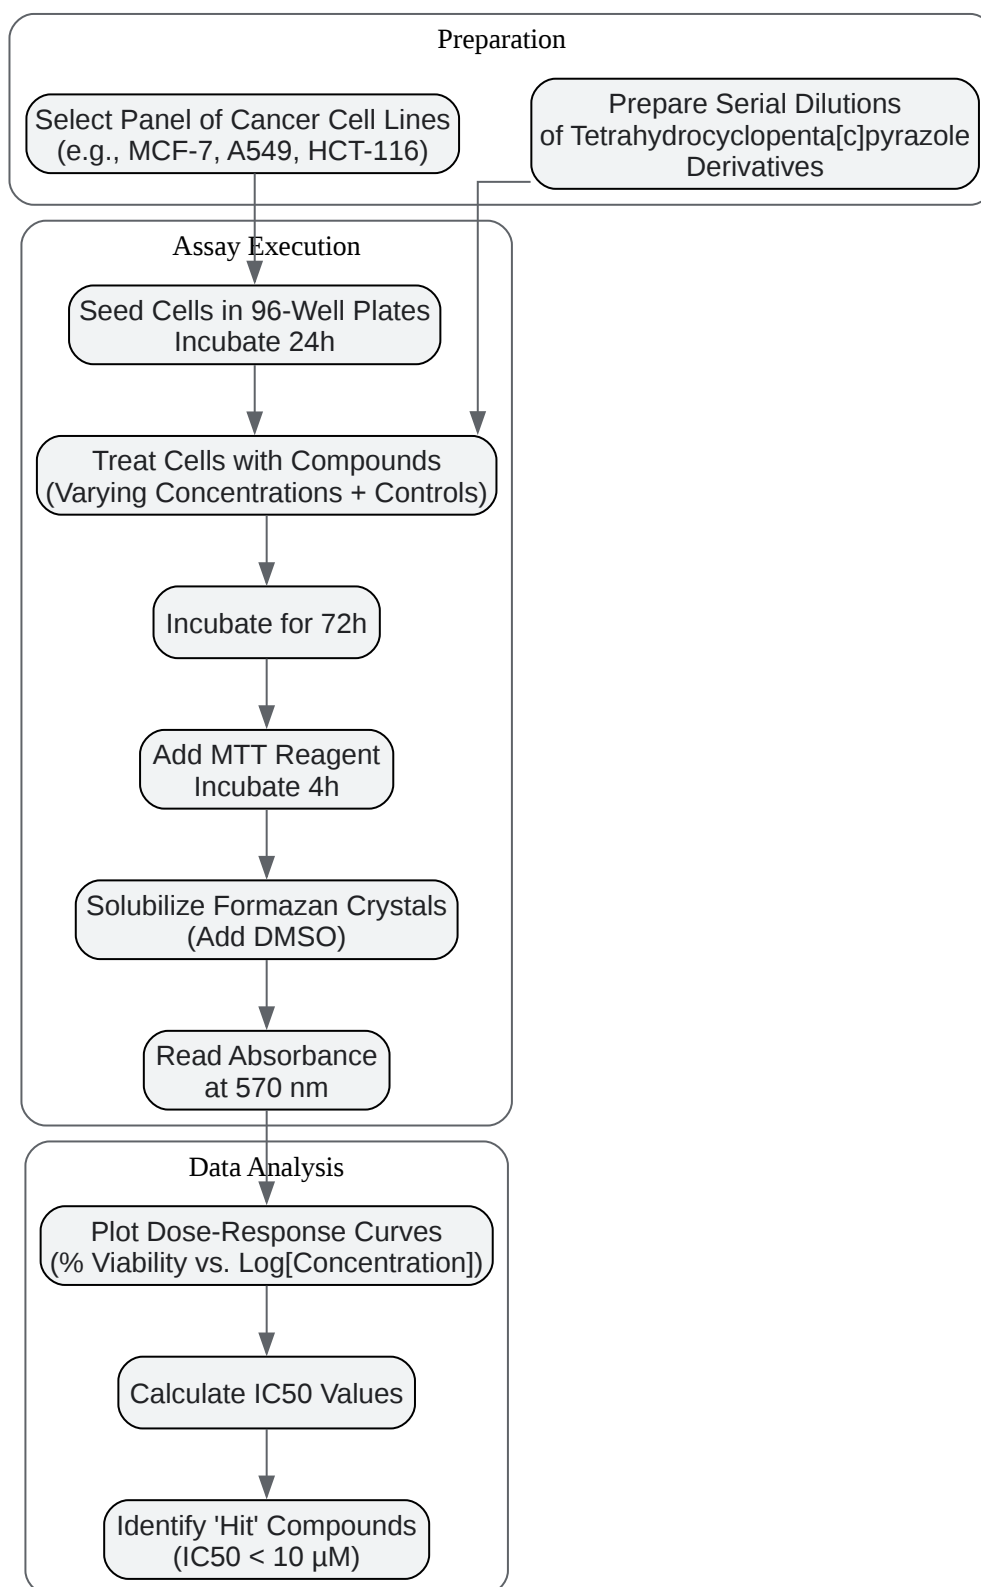 Preparation
Select Panel of Cancer Cell Lines
(e.g., MCF-7, A549, HCT-116)
Prepare Serial Dilutions
of Tetrahydrocyclopenta[c]pyrazole
Derivatives
Assay Execution
Seed Cells in 96-Well Plates
Incubate 24h
Treat Cells with Compounds
(Varying Concentrations + Controls)
Incubate for 72h
Add MTT Reagent
Incubate 4h
Solubilize Formazan Crystals
(Add DMSO)
Read Absorbance
at 570 nm
Data Analysis
Plot Dose-Response Curves
(% Viability vs. Log[Concentration])
Calculate IC50 Values
Identify 'Hit' Compounds
(IC50 < 10 µM)